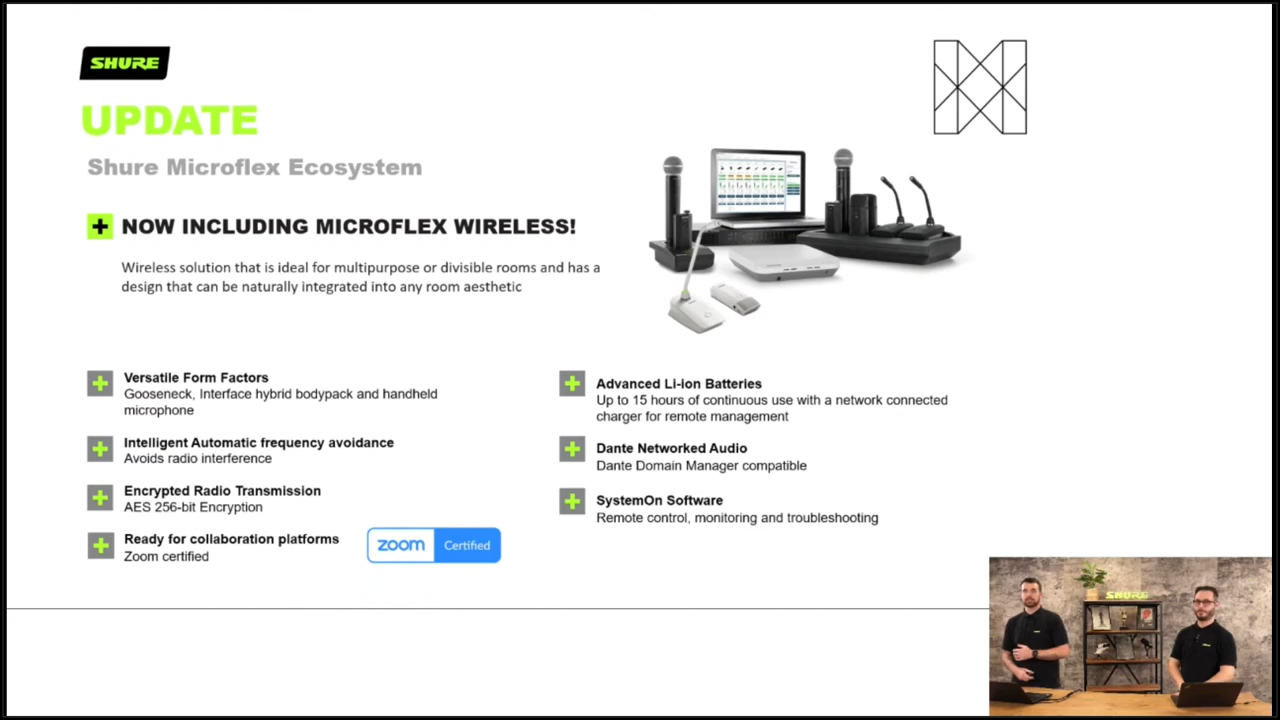 SHURE
UPDATE
Shure Microflex Ecosystem
NOW INCLUDING MICROFLEX WIRELESS!
Wireless solution that is ideal for multipurpose or divisible rooms and has a
design that can be naturally integrated into any room aesthetic
Versatile Form Factors
Gooseneck, Interface hybrid bodypack and handheld
microphone
Intelligent Automatic frequency avoidance
Avoids radio interference
Encrypted Radio Transmission
AES 256-bit Encryption
Ready for collaboration platforms
Zoom certified
zoom Certified
Advanced Li-ion Batteries
Up to 15 hours of continuous use with a network connected
charger for remote management
Dante Networked Audio
Dante Domain Manager compatible
SystemOn Software
Remote control, monitoring and troubleshooting
SHURE